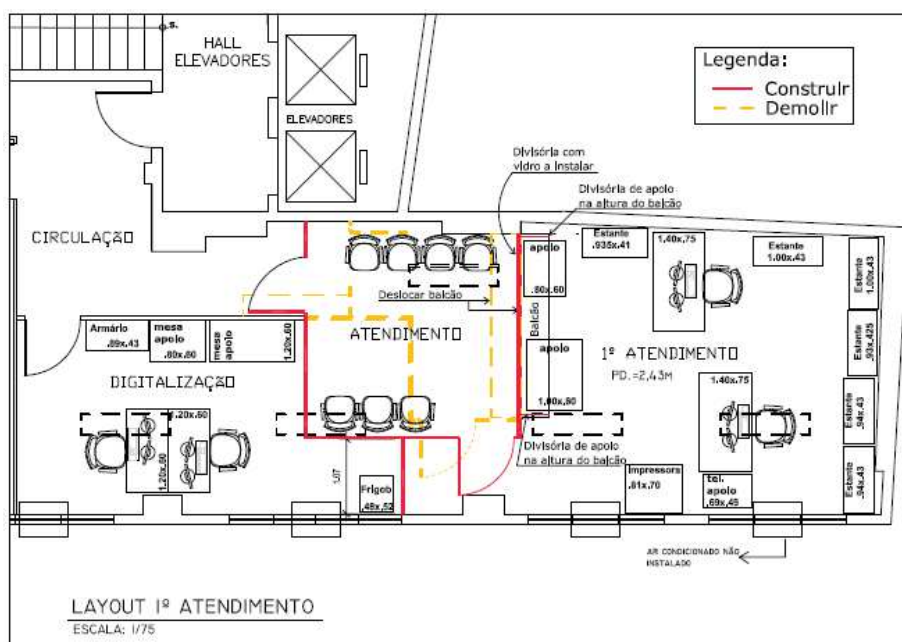 S.
HALL
ELEVADORES
ELEVADORES
Legenda:
Construir
Demolir
Divisória com
vidro a instalar
Divisória de apoio
na altura do balcão
CIRCULAÇÃO
Estante
.935x.41
1.40x.75
Estante
1.00x.43
Estante
1.00x.43
apoio
.80x.60
Deslocar balcão
Balcão
ATENDIMENTO
Armário
.89x.43
mesa
apoio
.80x.60
mesa
apoio
1.20x.60
1º ATENDIMENTO
PD.=2,43M
Estante
.93x.425
apoio
1.00x.80
DIGITALIZAÇÃO
1.20x.60
1.20x.60
1.40x.75
Estante
.94x.43
Divisória de apoio
na altura do balcão
1,07
Frigob
.48x.52
Impressora
.81x.70
tel.
apoio
.69x.49
Estante
.94x.43
AR CONDICIONADO NÃO
INSTALADO
LAYOUT 1º ATENDIMENTO
ESCALA: 1/75